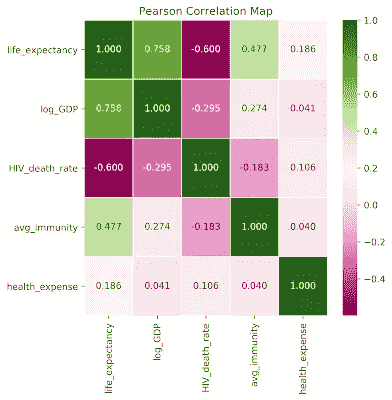 Pearson Correlation Map
life_expectancy 1.000 0.758 -0.600 0.477 0.186
log_GDP 0.758 1.000 -0.295 0.274 0.041
HIV_death_rate -0.600 -0.295 1.000 -0.183 0.106
avg_immunity 0.477 0.274 -0.183 1.000 0.040
health_expense 0.186 0.041 0.106 0.040 1.000
life_expectancy
log_GDP
HIV_death_rate
avg_immunity
health_expense
1.0
0.8
0.6
0.4
0.2
0.0
-0.2
-0.4